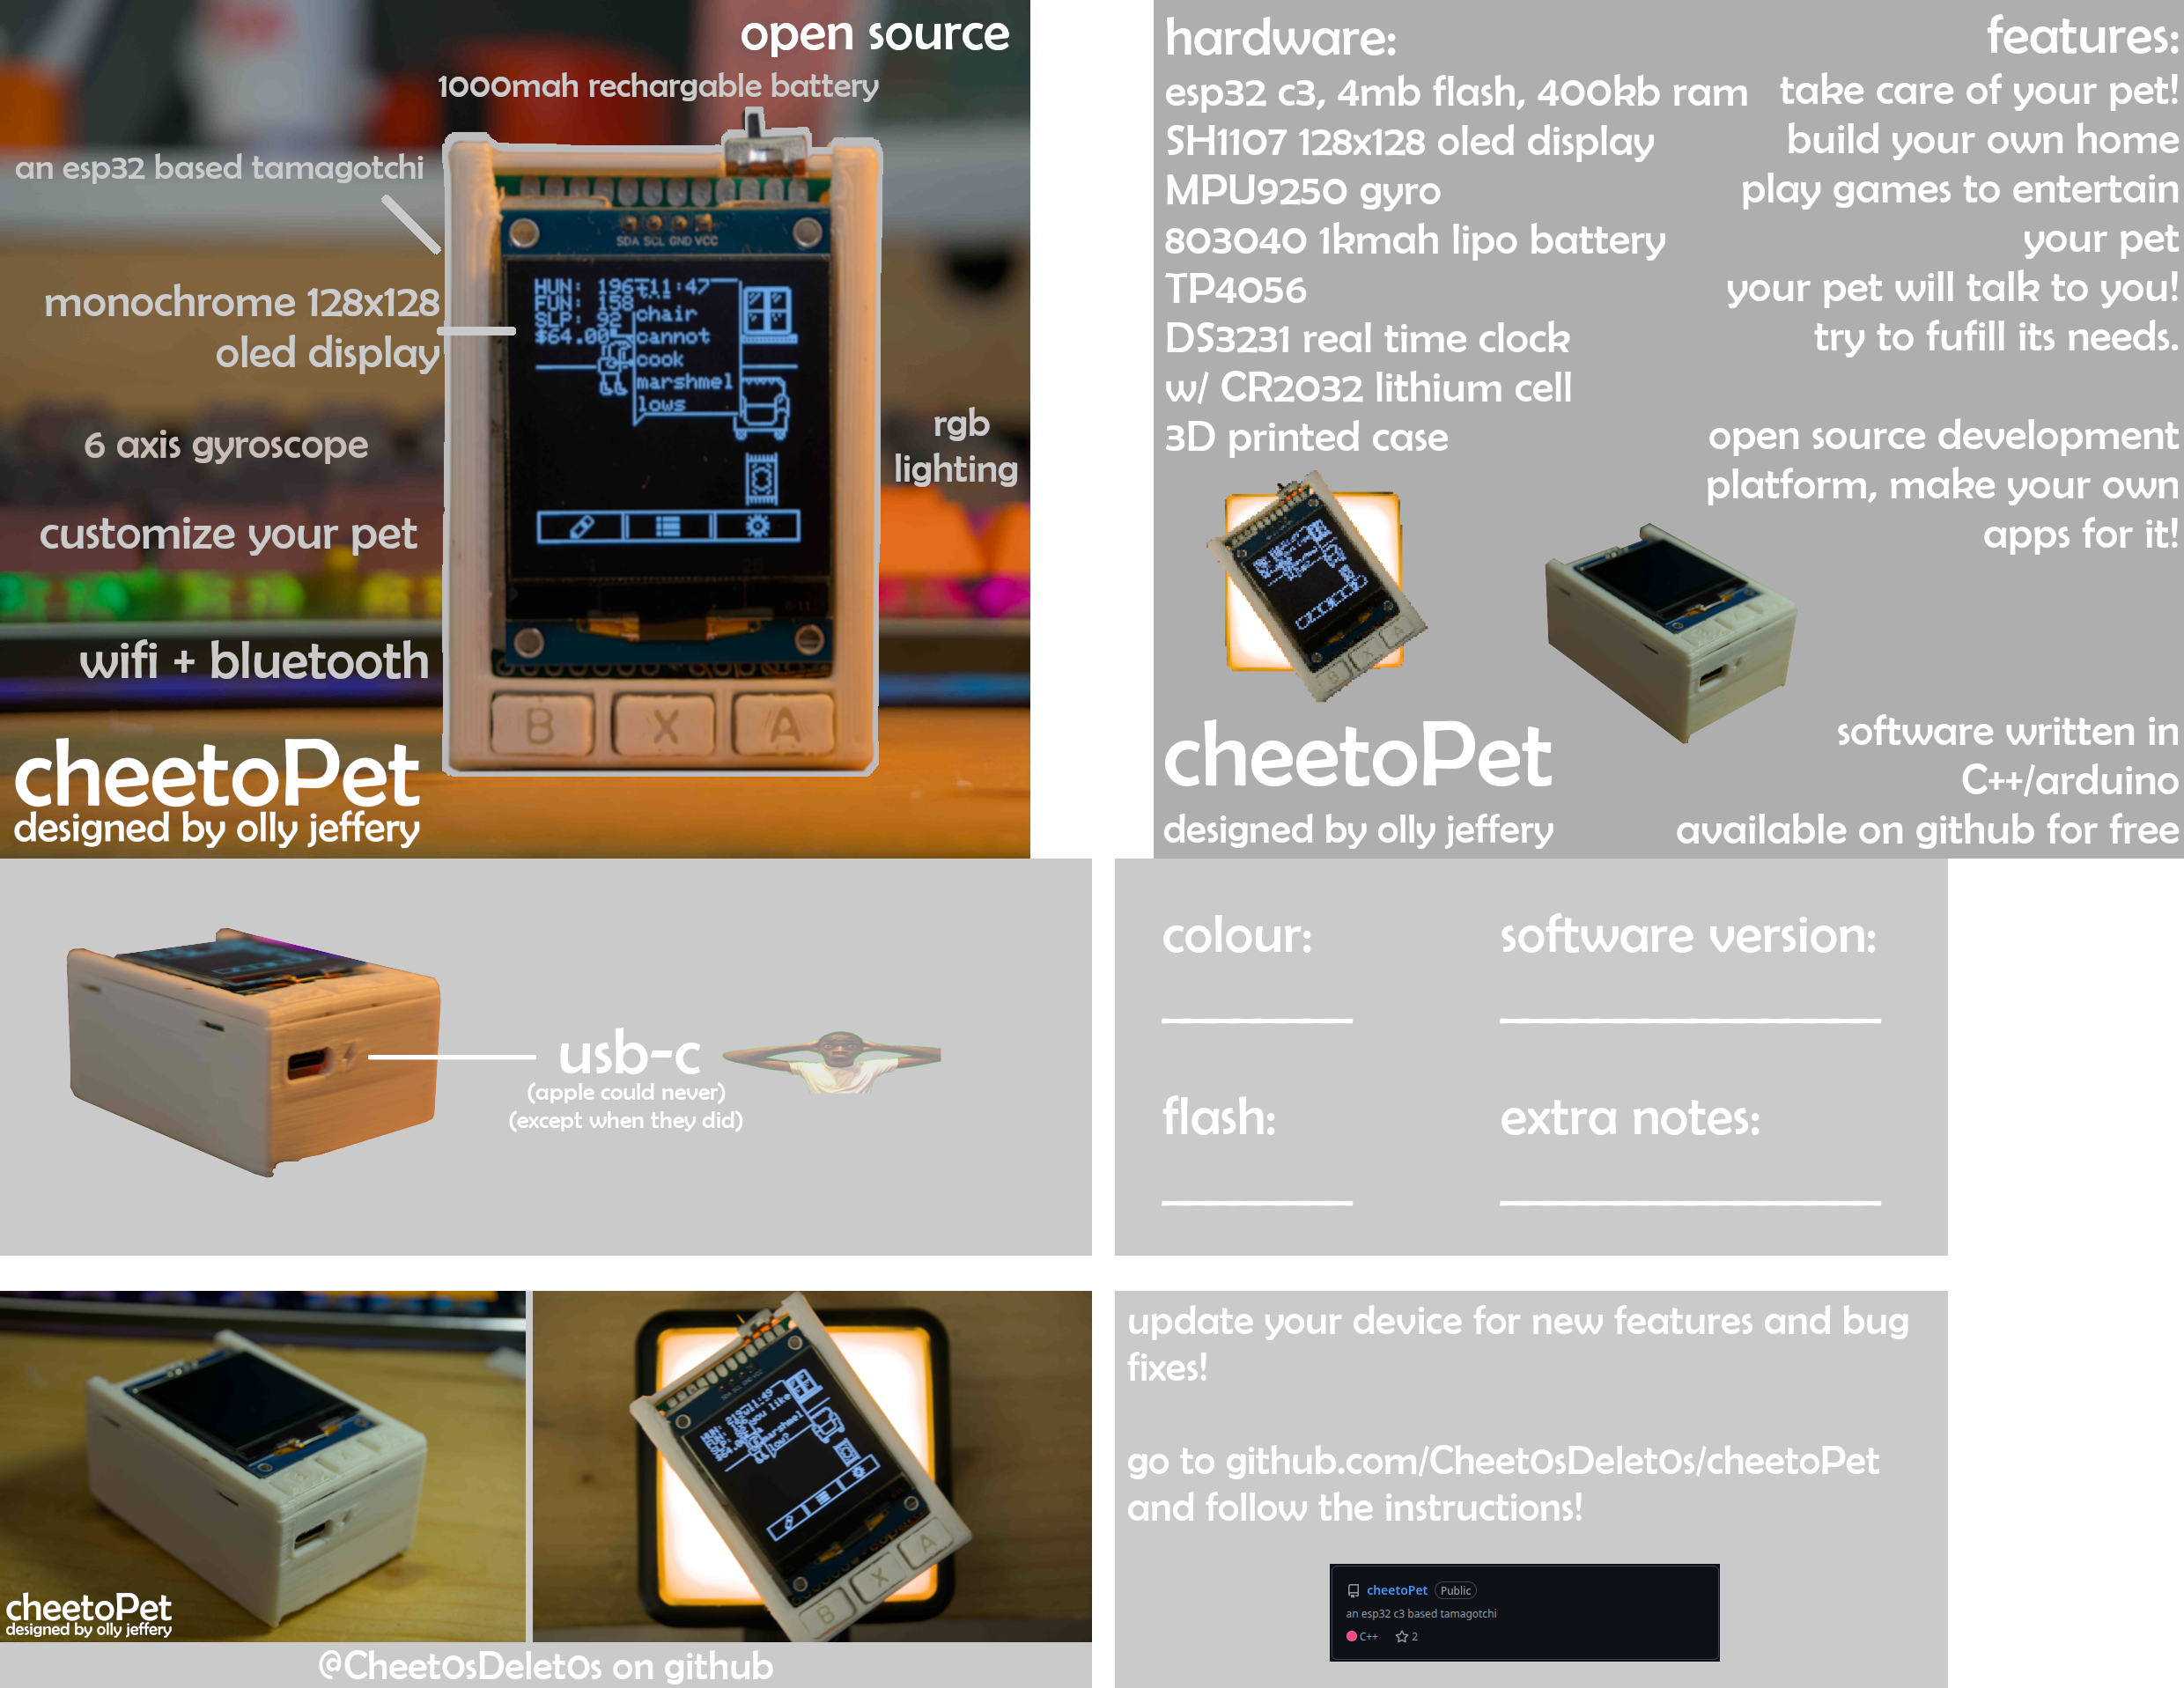 open source
1000mah rechargable battery
an esp32 based tamagotchi
SDA SCL GND VCC
HUN: 196 11:47
FUN: 158
SLP: 92
$64.00
chair
cannot
cook
marshmel
lows
monochrome 128x128
oled display
6 axis gyroscope
rgb
lighting
customize your pet
wifi + bluetooth
B X A
cheetoPet
designed by olly jeffery
hardware:
esp32 c3, 4mb flash, 400kb ram
SH1107 128x128 oled display
MPU9250 gyro
803040 1kmah lipo battery
TP4056
DS3231 real time clock
w/ CR2032 lithium cell
3D printed case
features:
take care of your pet!
build your own home
play games to entertain
your pet
your pet will talk to you!
try to fufill its needs.
open source development
platform, make your own
apps for it!
B X A
cheetoPet
designed by olly jeffery
software written in
C++/arduino
available on github for free
usb-c
(apple could never)
(except when they did)
colour:
software version:
flash:
extra notes:
cheetoPet
designed by olly jeffery
SDA SCL GND VCC
you like
marshmel
low?
B X A
@Cheet0sDelet0s on github
update your device for new features and bug
fixes!
go to github.com/Cheet0sDelet0s/cheetoPet
and follow the instructions!
cheetoPet Public
an esp32 c3 based tamagotchi
C++ 2